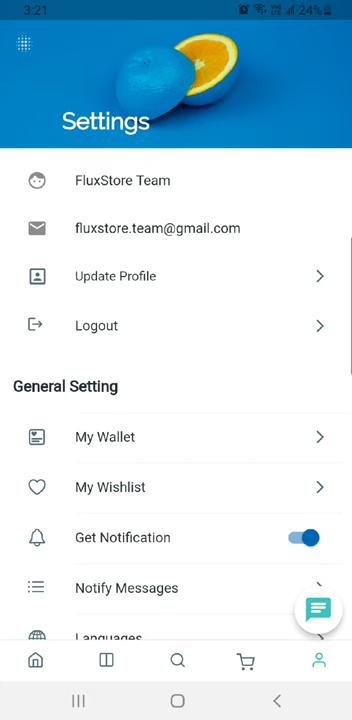 3:21
24%
Settings
FluxStore Team
fluxstore.team@gmail.com
Update Profile
Logout
General Setting
My Wallet
My Wishlist
Get Notification
Notify Messages
Languages